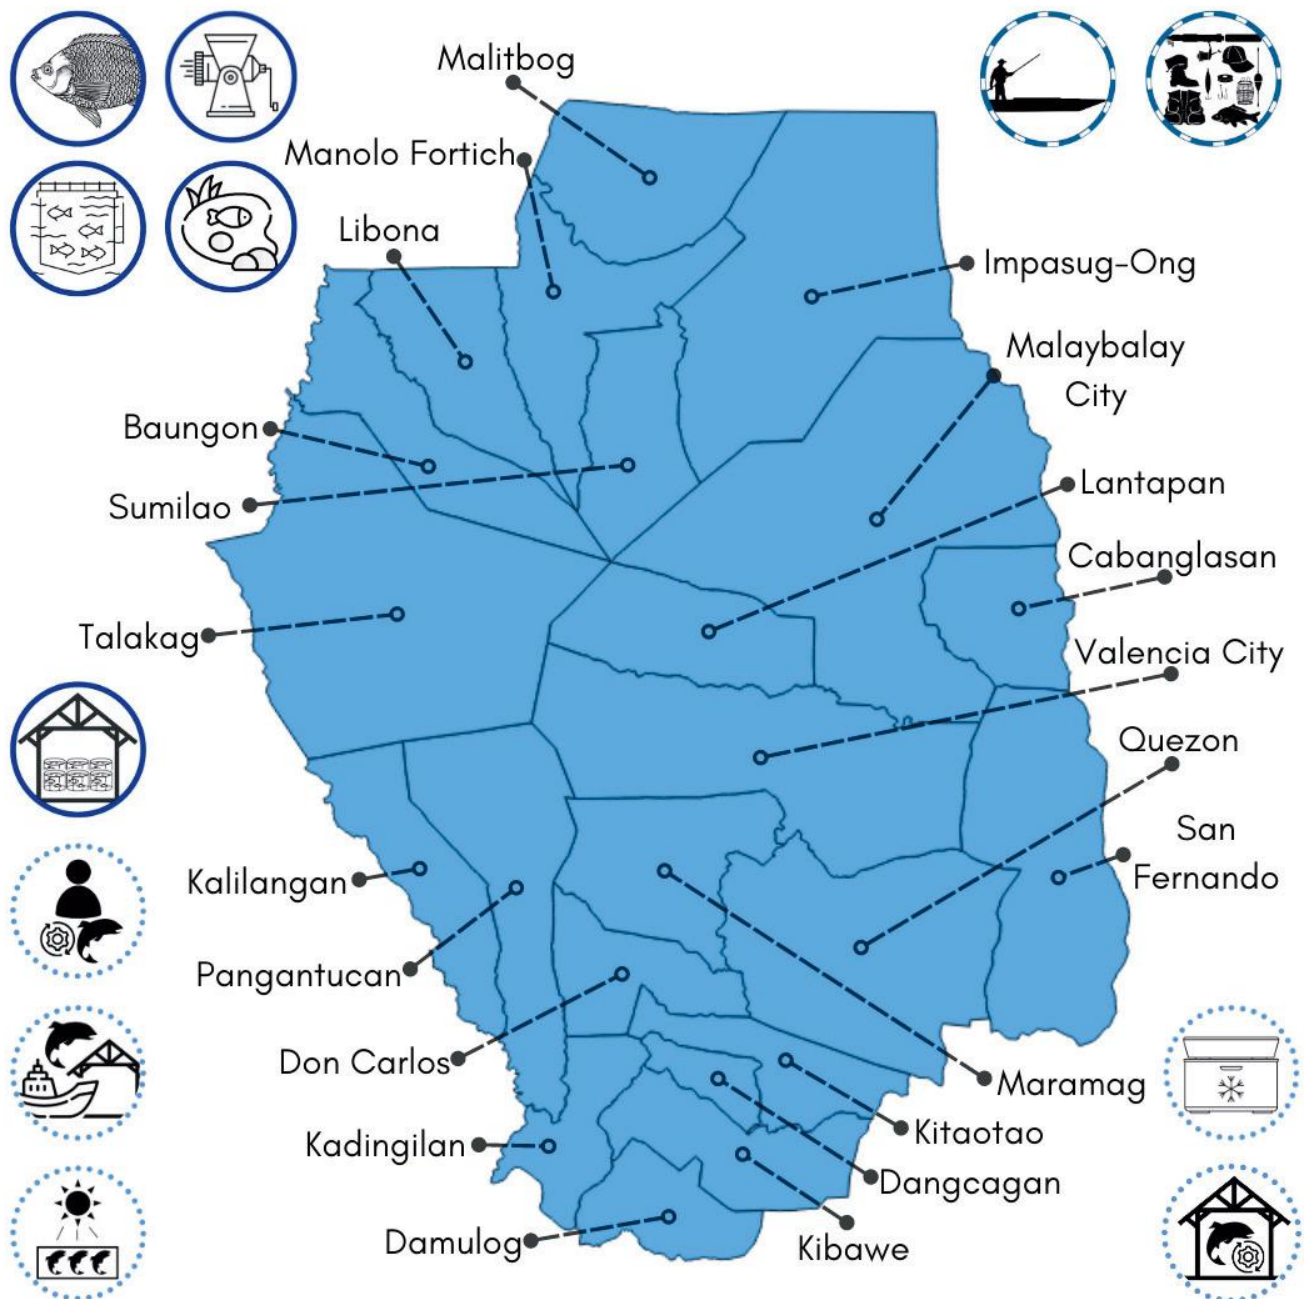 Malitbog
Manolo Fortich
Libona
Impasug-Ong
Malaybalay
City
Baungon
Lantapan
Sumilao
Cabanglasan
Talakag
Valencia City
Quezon
San
Fernando
Kalilangan
Pangantucan
Don Carlos
Maramag
Kitaotao
Kadingilan
Dangcagan
Damulog
Kibawe